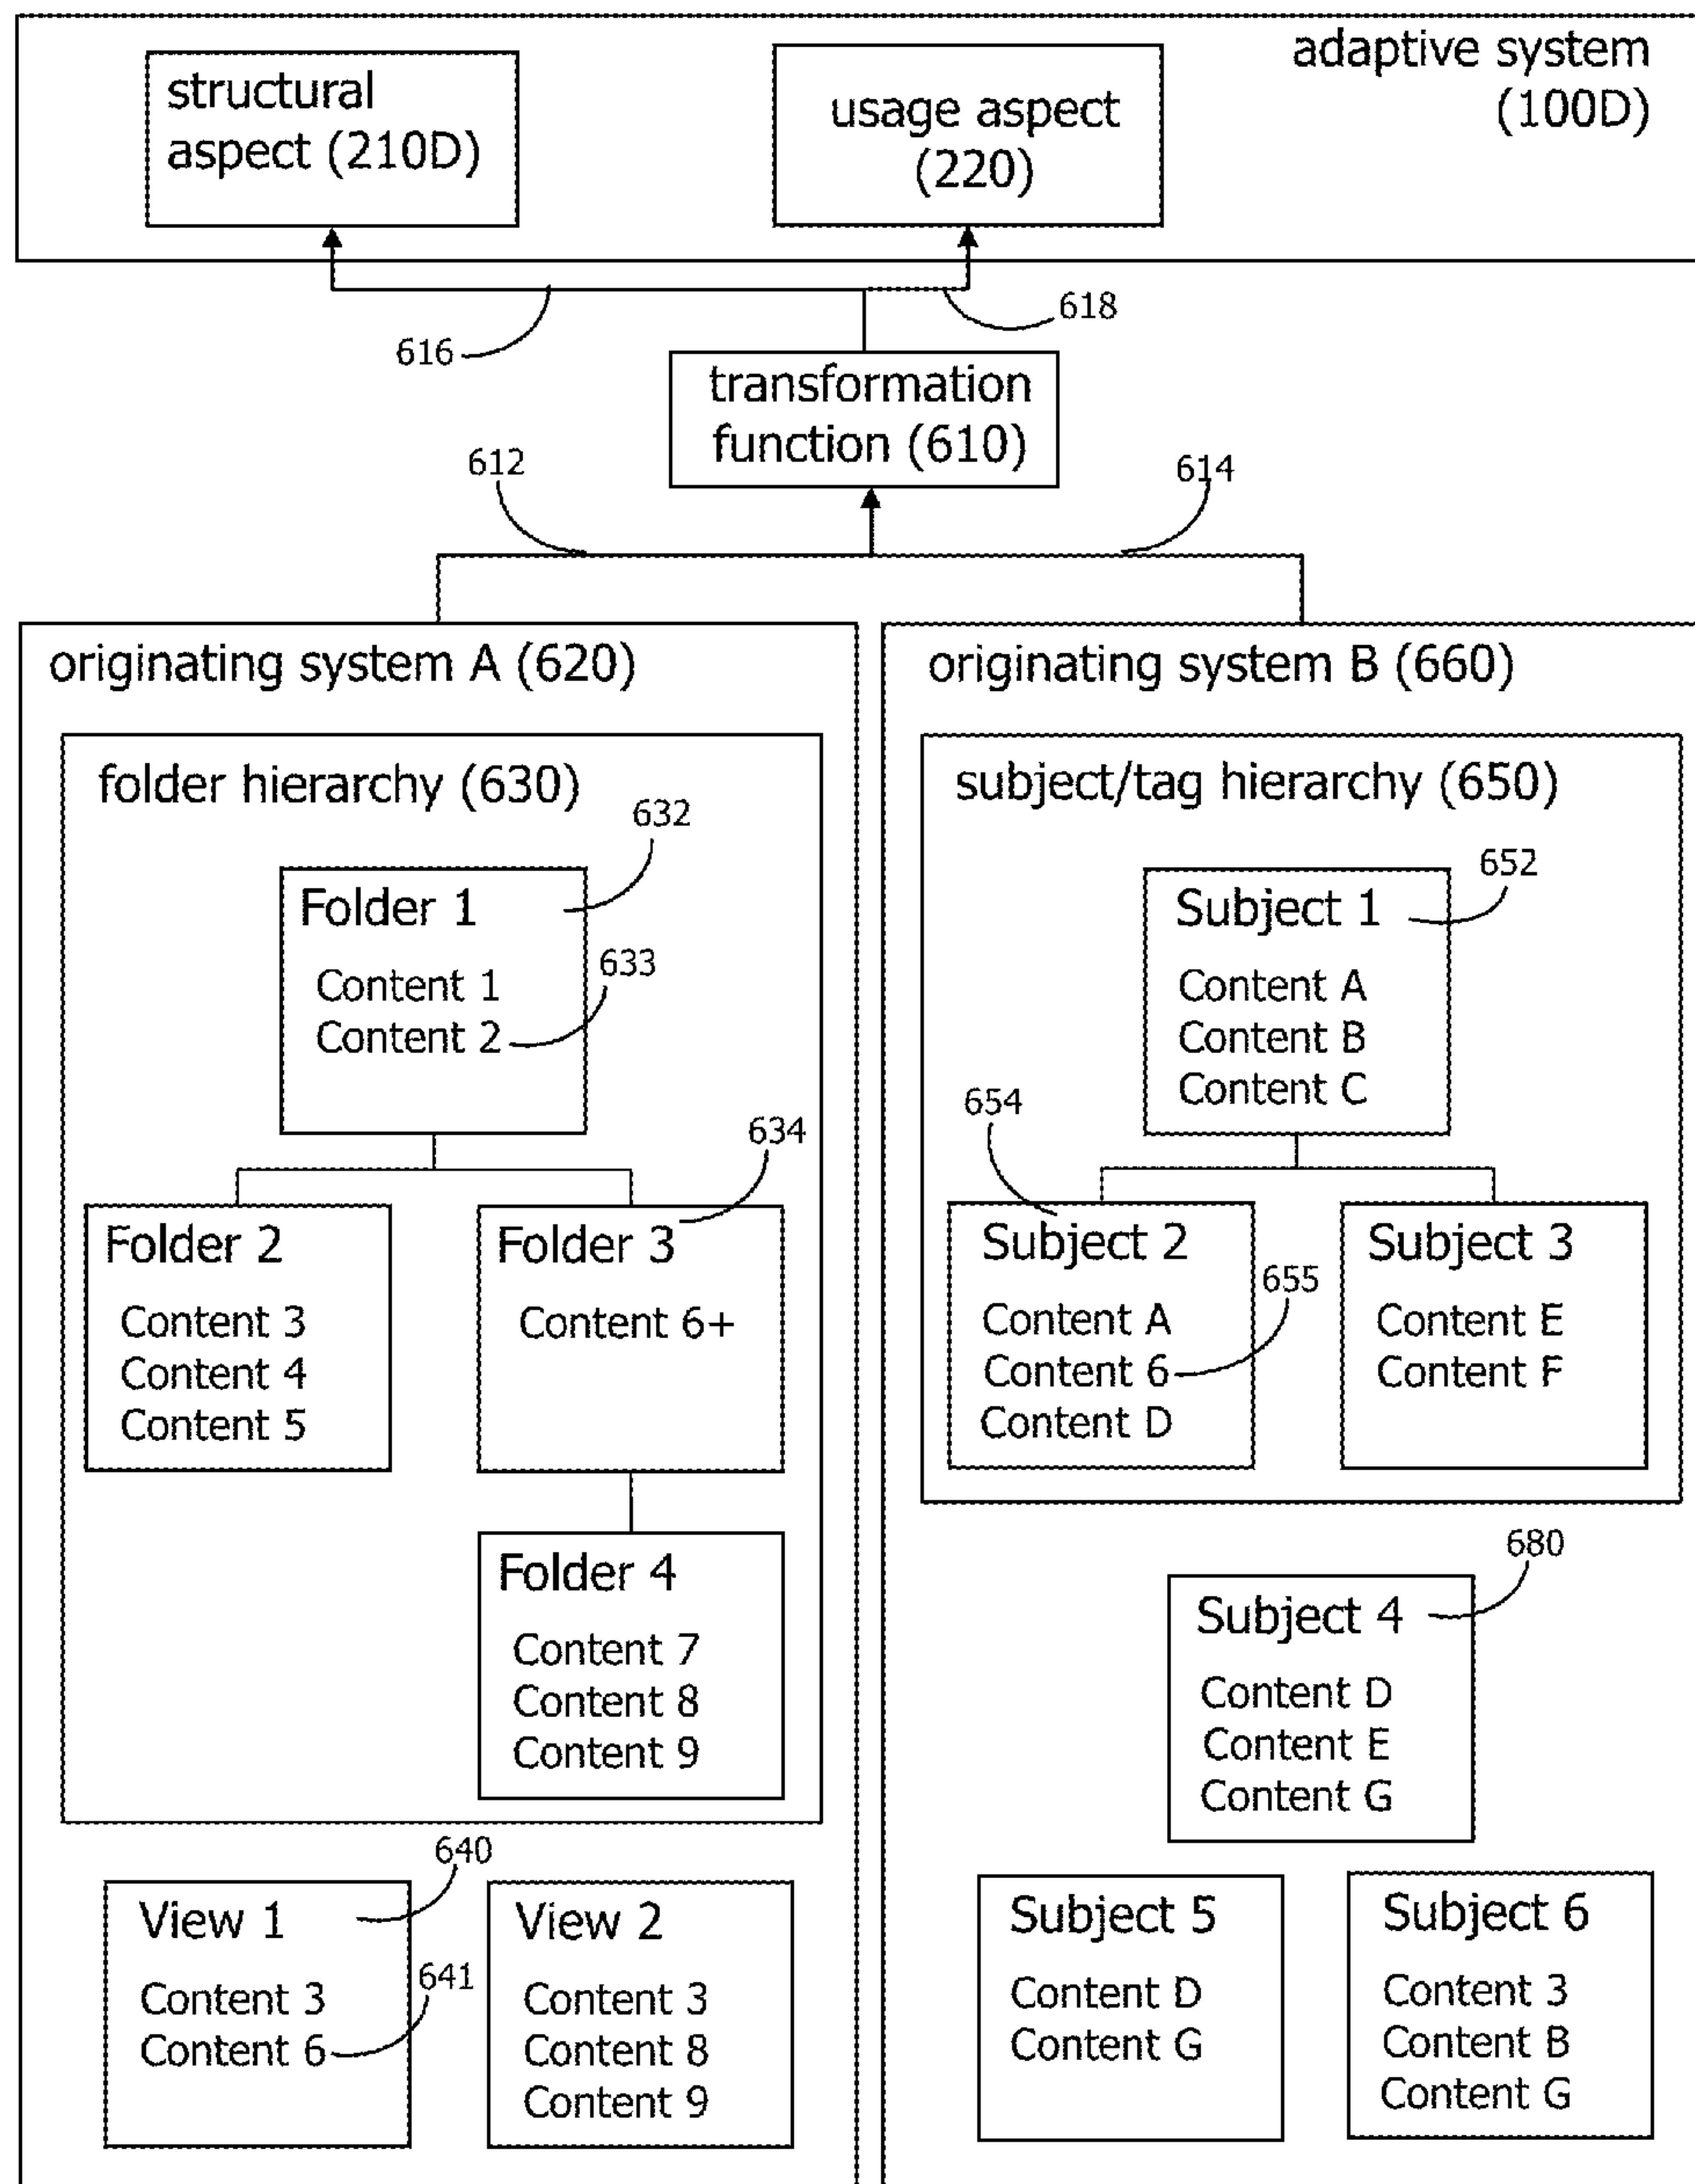 structural
aspect (210D)
usage aspect
(220)
adaptive system
(100D)
616
618
transformation
function (610)
612
614
originating system A (620)
folder hierarchy (630)
632
Folder 1
633
Content 1
Content 2
634
Folder 2
Content 3
Content 4
Content 5
Folder 3
Content 6+
Folder 4
Content 7
Content 8
Content 9
640
View 1
641
Content 3
Content 6
View 2
Content 3
Content 8
Content 9
originating system B (660)
subject/tag hierarchy (650)
652
Subject 1
Content A
Content B
Content C
654
Subject 2
655
Content A
Content 6
Content D
Subject 3
Content E
Content F
680
Subject 4
Content D
Content E
Content G
Subject 5
Content D
Content G
Subject 6
Content 3
Content B
Content G